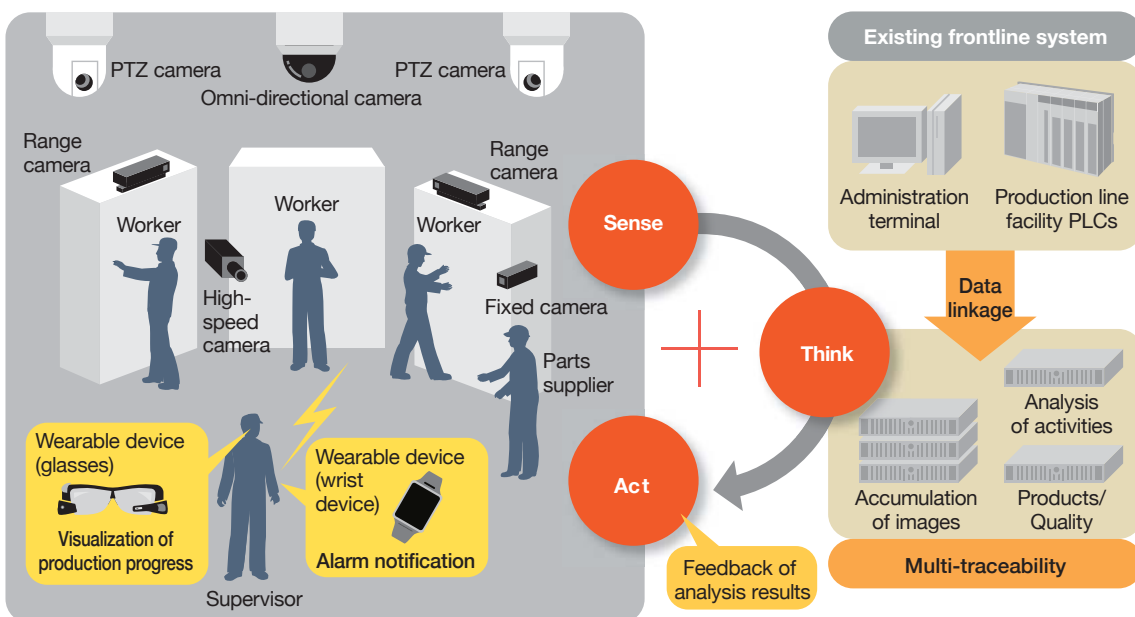 PTZ camera
Omni-directional camera
PTZ camera
Range
camera
Range
camera
Worker
Worker
Worker
High-
speed
camera
Fixed camera
Parts
supplier
Wearable device
(glasses)
Visualization of
production progress
Wearable device
(wrist
device)
Alarm notification
Supervisor
Sense
Think
Act
Feedback of
analysis results
Existing frontline system
Administration
terminal
Production line
facility PLCs
Data
linkage
Analysis
of activities
Accumulation
of images
Products/
Quality
Multi-traceability